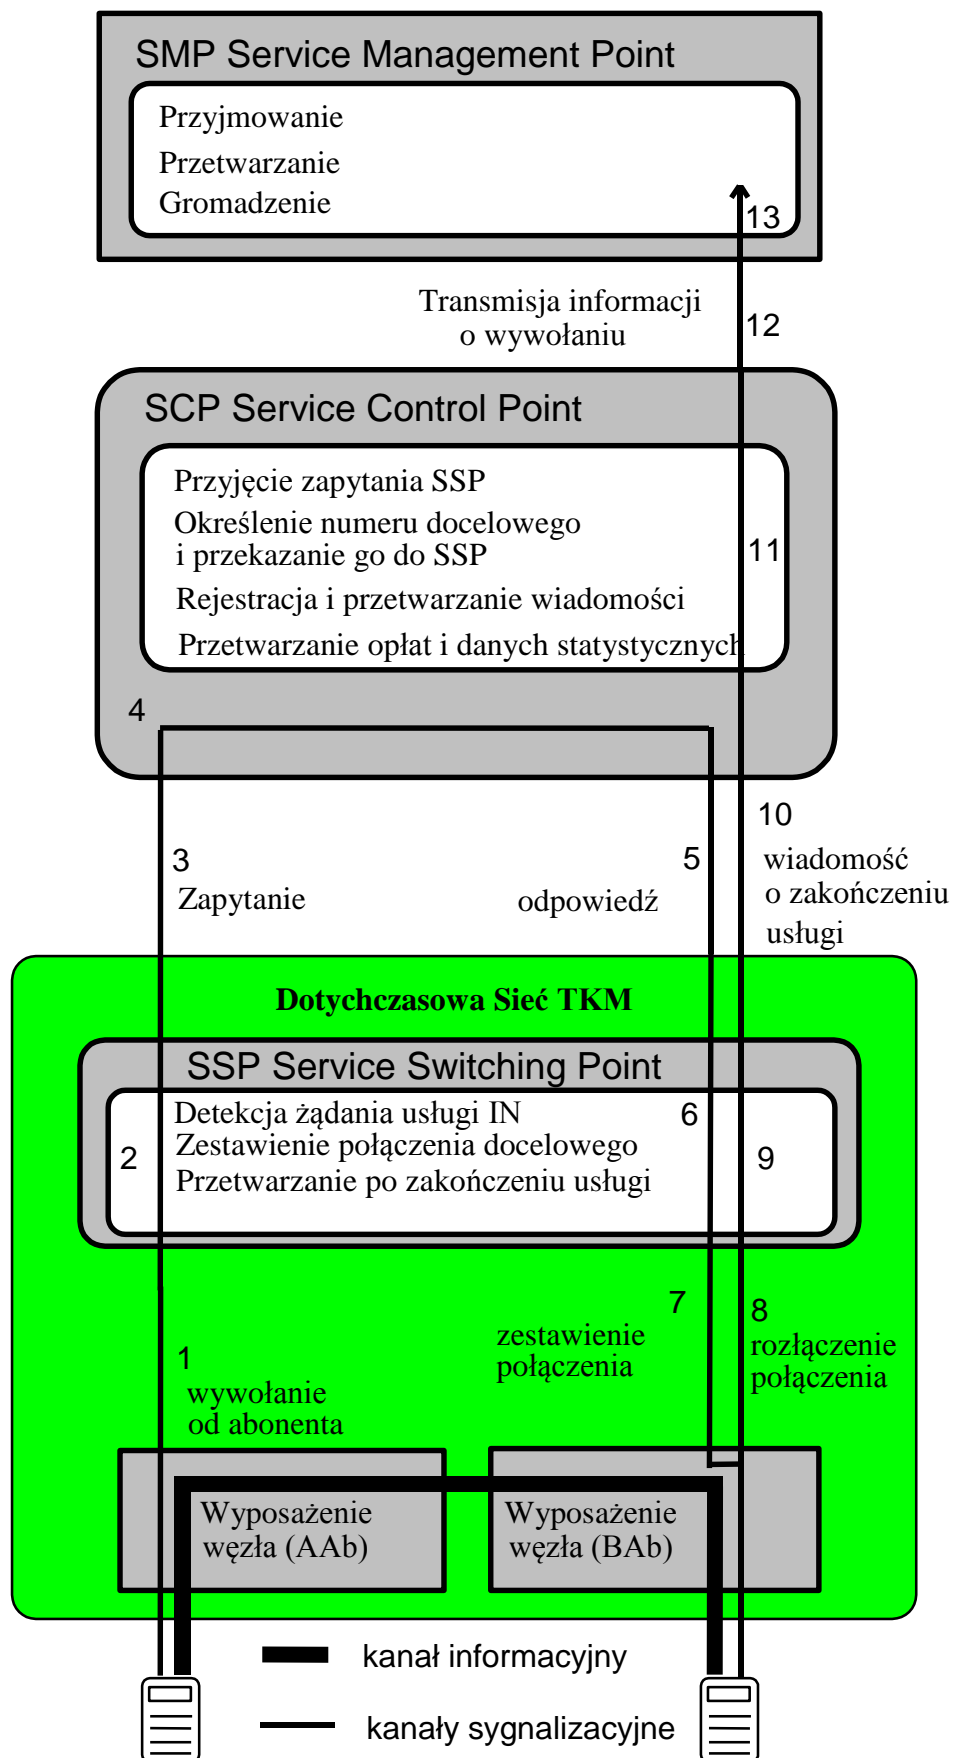 SMP Service Management Point
Przyjmowanie
Przetwarzanie
Gromadzenie
13
Transmisja informacji
o wywołaniu
12
SCP Service Control Point
Przyjęcie zapytania SSP
Określenie numeru docelowego
i przekazanie go do SSP
11
Rejestracja i przetwarzanie wiadomości
Przetwarzanie opłat i danych statystycznych
4
10
3
Zapytanie
5
odpowiedź
wiadomość
o zakończeniu
usługi
Dotychczasowa Sieć TKM
SSP Service Switching Point
2
Detekcja żądania usługi IN
Zestawienie połączenia docelowego
Przetwarzanie po zakończeniu usługi
6
9
7
zestawienie
połączenia
8
rozłączenie
połączenia
1
wywołanie
od abonenta
Wyposażenie
węzła (AAb)
Wyposażenie
węzła (BAb)
kanał informacyjny
kanały sygnalizacyjne